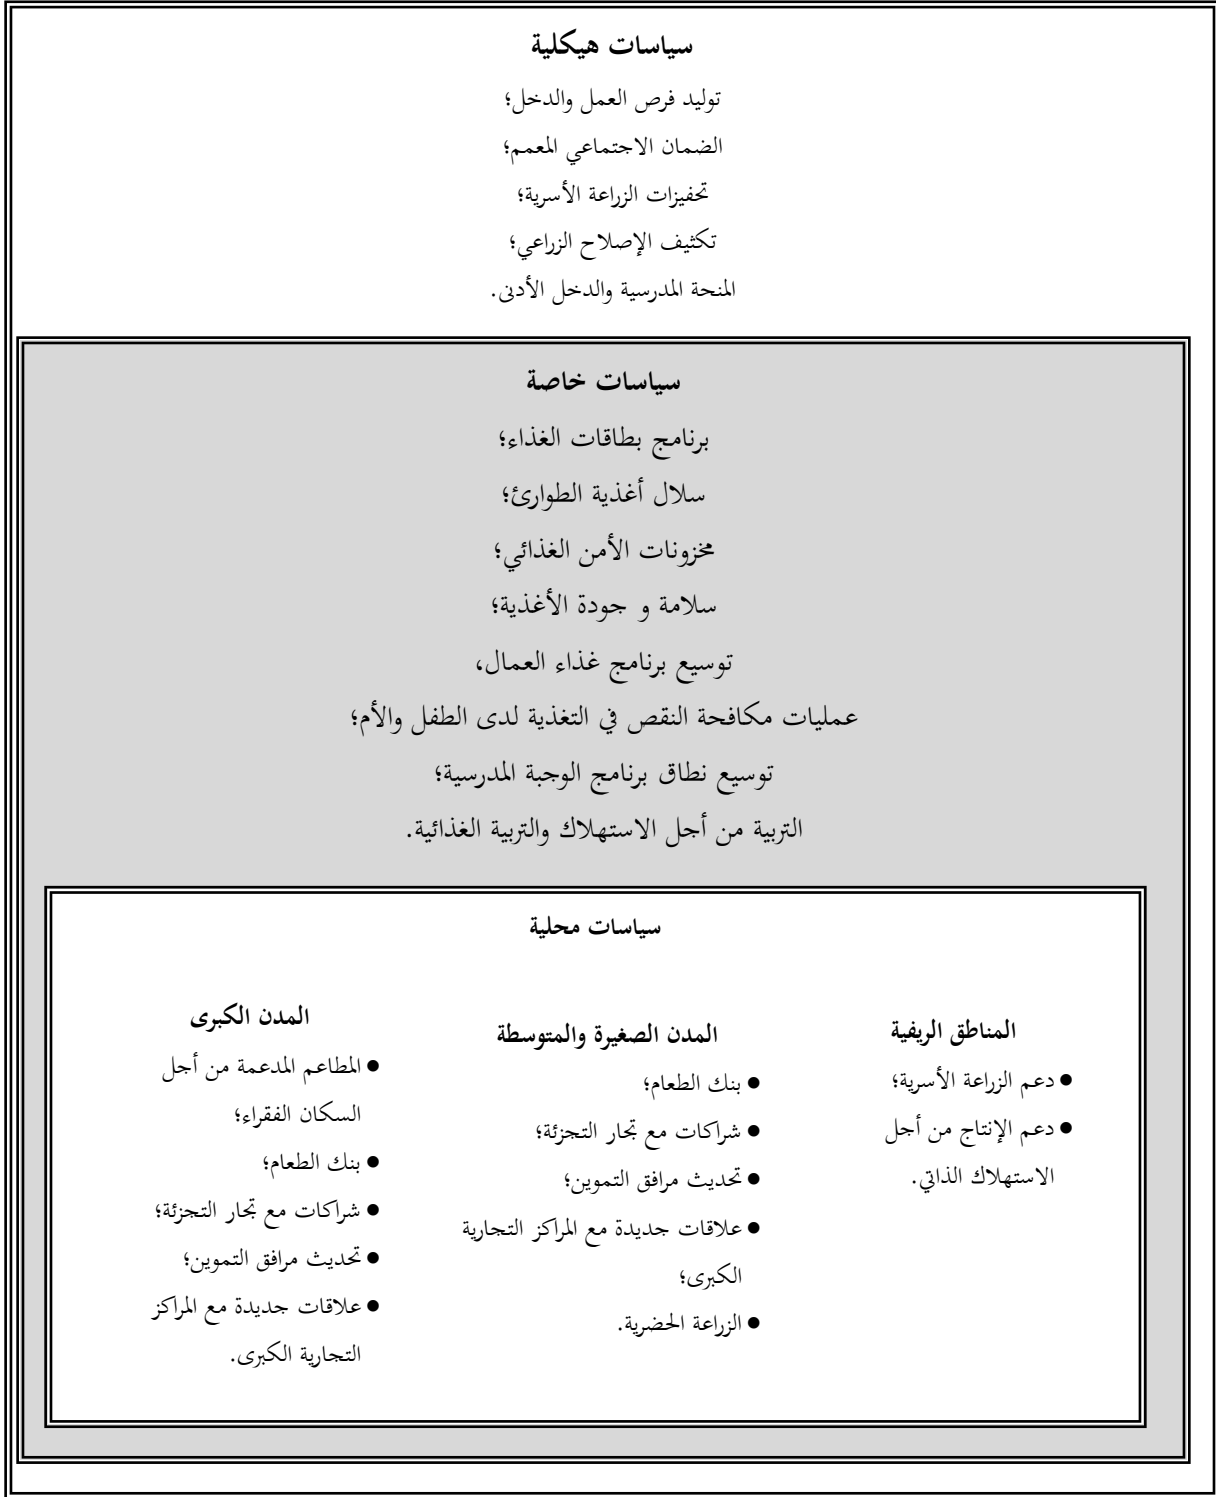 سياسات هيكلية
توليد فرص العمل والدخل؛
الضمان الاجتماعي المعمم؛
تحفيزات الزراعة الأسرية؛
تكثيف الإصلاح الزراعي؛
المنحة المدرسية والدخل الأدنى.
سياسات خاصة
برنامج بطاقات الغذاء؛
سلال أغذية الطوارئ؛
مخزونات الأمن الغذائي؛
سلامة و جودة الأغذية؛
توسيع برنامج غذاء العمال،
عمليات مكافحة النقص في التغذية لدى الطفل والأم؛
توسيع نطاق برنامج الوجبة المدرسية؛
التربية من أجل الاستهلاك والتربية الغذائية.
سياسات محلية
المناطق الريفية
● دعم الزراعة الأسرية؛
● دعم الإنتاج من أجل
الاستهلاك الذاتي.
المدن الصغيرة والمتوسطة
● بنك الطعام؛
● شراكات مع تجار التجزئة؛
● تحديث مرافق التموين؛
● علاقات جديدة مع المراكز التجارية
الكبرى؛
● الزراعة الحضرية.
المدن الكبرى
● المطاعم المدعمة من أجل
السكان الفقراء؛
● بنك الطعام؛
● شراكات مع تجار التجزئة؛
● تحديث مرافق التموين؛
● علاقات جديدة مع المراكز
التجارية الكبرى.